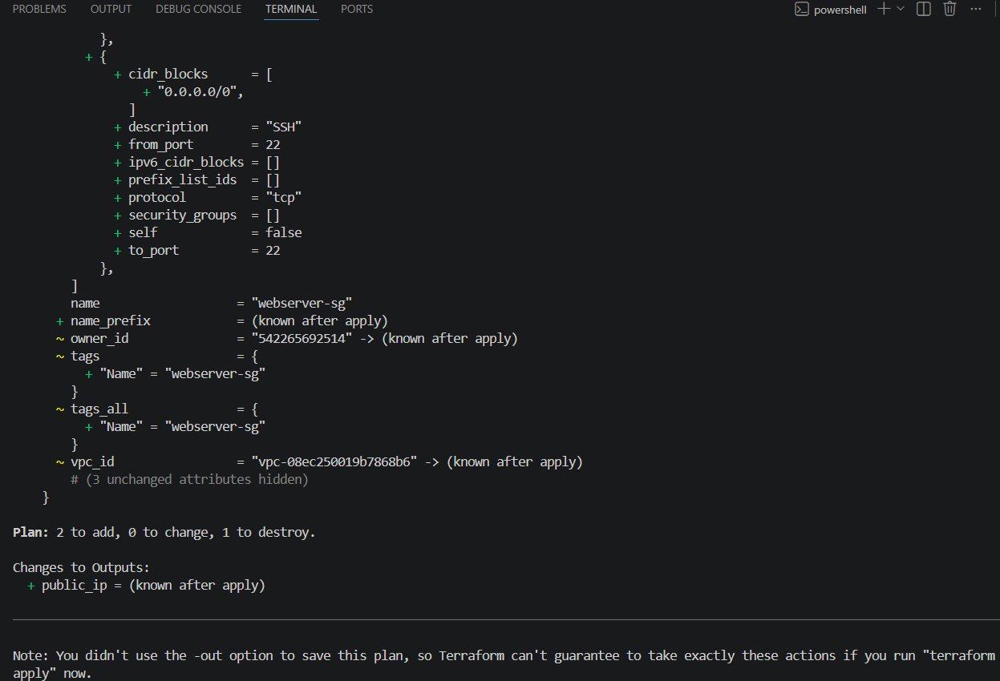 PROBLEMS OUTPUT DEBUG CONSOLE TERMINAL PORTS powershell
},
+ {
+ cidr_blocks = [
+ "0.0.0.0/0",
]
+ description = "SSH"
+ from_port = 22
+ ipv6_cidr_blocks = []
+ prefix_list_ids = []
+ protocol = "tcp"
+ security_groups = []
+ self = false
+ to_port = 22
},
]
name = "webserver-sg"
+ name_prefix = (known after apply)
~ owner_id = "542265692514" -> (known after apply)
~ tags = {
+ "Name" = "webserver-sg"
}
~ tags_all = {
+ "Name" = "webserver-sg"
}
~ vpc_id = "vpc-08ec250019b7868b6" -> (known after apply)
# (3 unchanged attributes hidden)
}
Plan: 2 to add, 0 to change, 1 to destroy.
Changes to Outputs:
+ public_ip = (known after apply)
Note: You didn't use the -out option to save this plan, so Terraform can't guarantee to take exactly these actions if you run "terraform
apply" now.